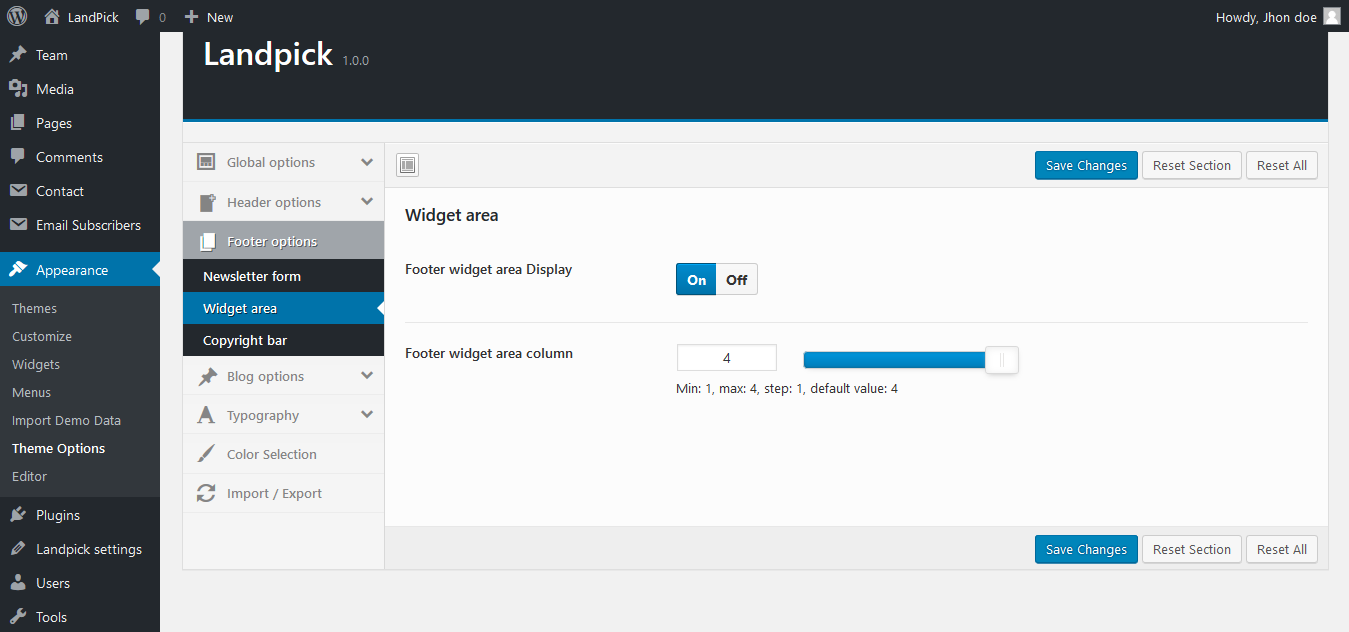 LandPick 0 New Howdy, Jhon doe
Team
Media
Pages
Comments
Contact
Email Subscribers
Appearance
Themes
Customize
Widgets
Menus
Import Demo Data
Theme Options
Editor
Plugins
Landpick settings
Users
Tools
Landpick 1.0.0
Global options
Header options
Footer options
Newsletter form
Widget area
Copyright bar
Blog options
Typography
Color Selection
Import / Export
Save Changes Reset Section Reset All
Widget area
Footer widget area Display On Off
Footer widget area column 4
Min: 1, max: 4, step: 1, default value: 4
Save Changes Reset Section Reset All